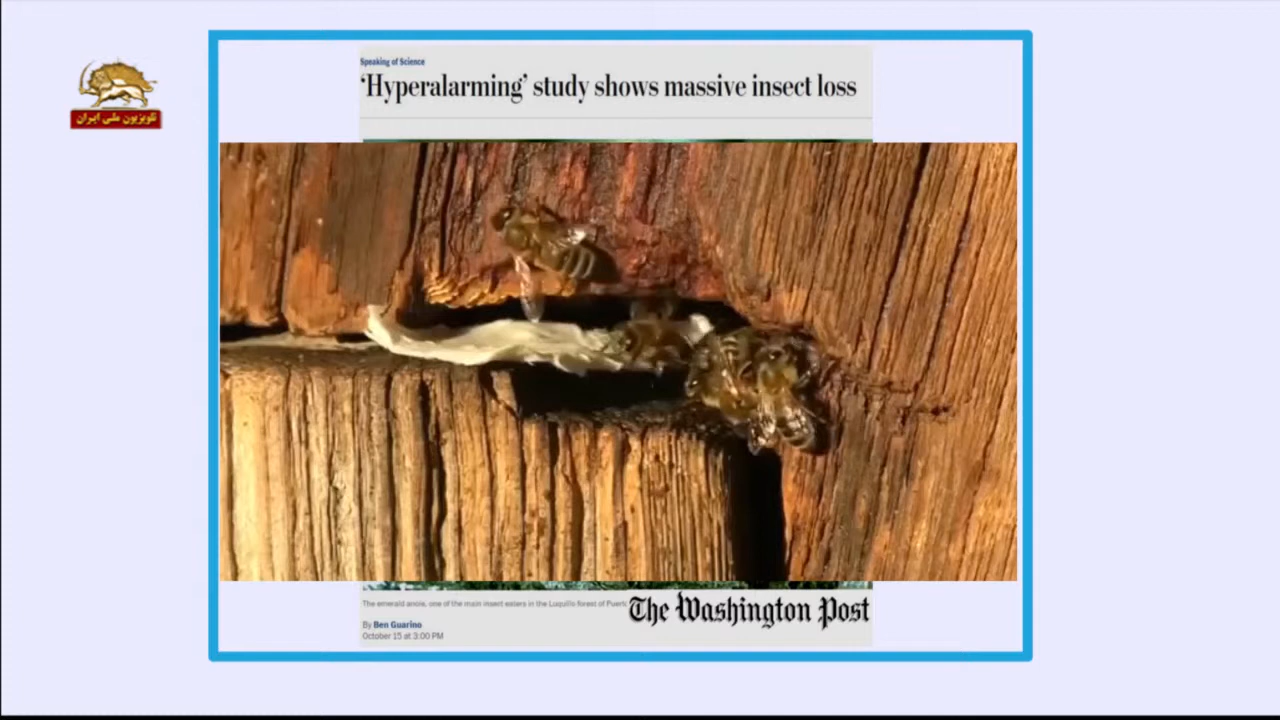 تلویزیون ملی ایران
Speaking of Science
‘Hyperalarming’ study shows massive insect loss
The emerald anole, one of the main insect eaters in the Luquillo forest of Puert
The Washington Post
By Ben Guarino
October 15 at 3:00 PM